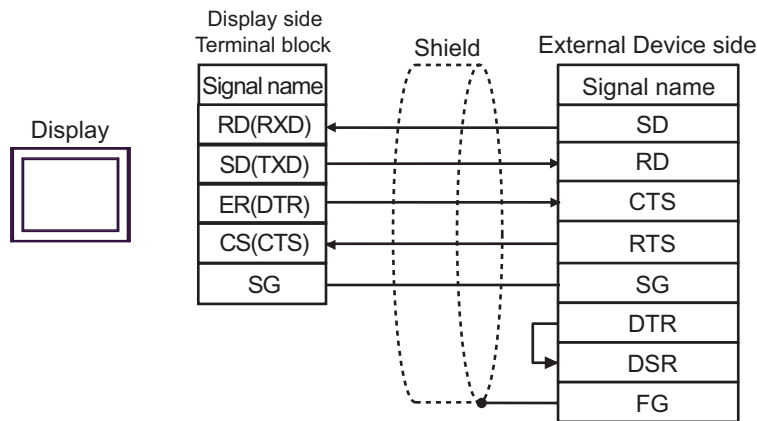 Display side
Terminal block
Shield
External Device side
Display
Signal name
Signal name
RD(RXD)
SD
SD(TXD)
RD
ER(DTR)
CTS
CS(CTS)
RTS
SG
SG
DTR
DSR
FG